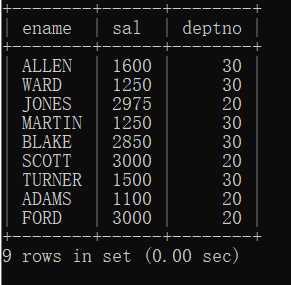 +--------+------+--------+
| ename  | sal  | deptno |
+--------+------+--------+
| ALLEN  | 1600 |     30 |
| WARD   | 1250 |     30 |
| JONES  | 2975 |     20 |
| MARTIN | 1250 |     30 |
| BLAKE  | 2850 |     30 |
| SCOTT  | 3000 |     20 |
| TURNER | 1500 |     30 |
| ADAMS  | 1100 |     20 |
| FORD   | 3000 |     20 |
+--------+------+--------+
9 rows in set (0.00 sec)